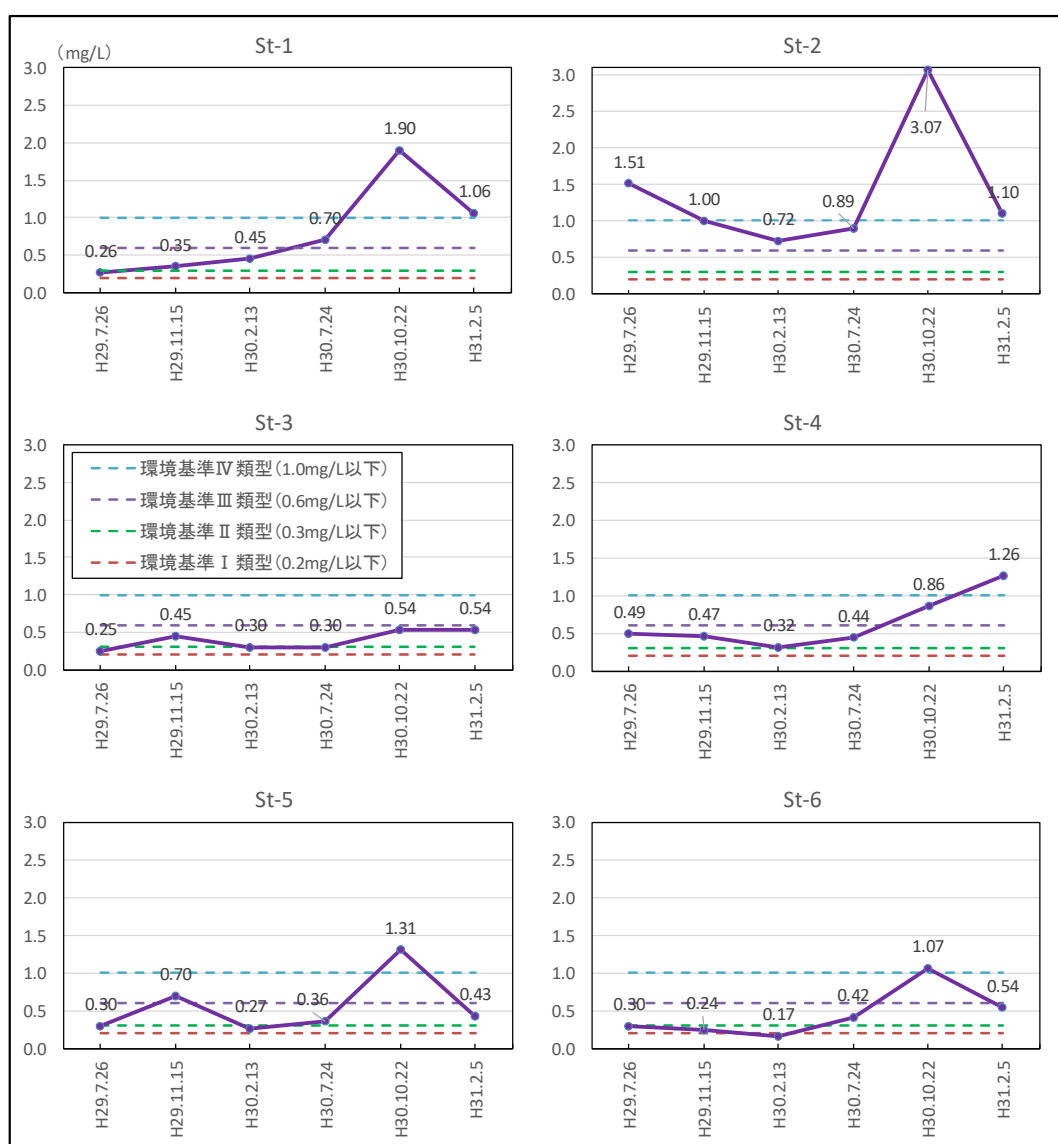 St-1
(mg/L)
3.0
2.5
2.0
1.5
1.0
0.5
0.0
0.26
0.35
0.45
0.70
1.90
1.06
H29.7.26
H29.11.15
H30.2.13
H30.7.24
H30.10.22
H31.2.5
St-2
3.0
2.5
2.0
1.5
1.0
0.5
0.0
1.51
1.00
0.72
0.89
3.07
1.10
H29.7.26
H29.11.15
H30.2.13
H30.7.24
H30.10.22
H31.2.5
St-3
3.0
2.5
2.0
1.5
1.0
0.5
0.0
環境基準Ⅳ類型(1.0mg/L以下)
環境基準Ⅲ類型(0.6mg/L以下)
環境基準Ⅱ類型(0.3mg/L以下)
環境基準Ⅰ類型(0.2mg/L以下)
0.25
0.45
0.30
0.30
0.54
0.54
H29.7.26
H29.11.15
H30.2.13
H30.7.24
H30.10.22
H31.2.5
St-4
3.0
2.5
2.0
1.5
1.0
0.5
0.0
0.49
0.47
0.32
0.44
0.86
1.26
H29.7.26
H29.11.15
H30.2.13
H30.7.24
H30.10.22
H31.2.5
St-5
3.0
2.5
2.0
1.5
1.0
0.5
0.0
0.30
0.70
0.27
0.36
1.31
0.43
H29.7.26
H29.11.15
H30.2.13
H30.7.24
H30.10.22
H31.2.5
St-6
3.0
2.5
2.0
1.5
1.0
0.5
0.0
0.30
0.24
0.17
0.42
1.07
0.54
H29.7.26
H29.11.15
H30.2.13
H30.7.24
H30.10.22
H31.2.5